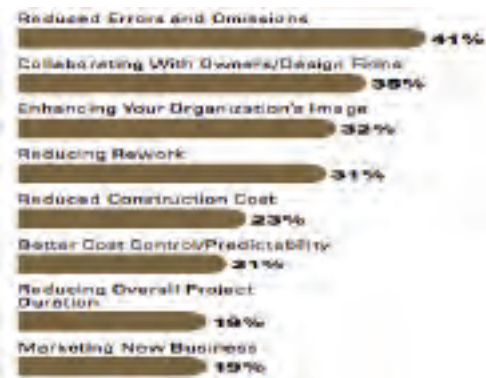 Reduced Errors and Omissions
41%
Collaborating With Owners/Design Firms
35%
Enhancing Your Organization's Image
32%
Reducing Rework
31%
Reduced Construction Cost
23%
Better Cost Control/Predictability
21%
Reducing Overall Project
Duration
19%
Marketing New Business
19%